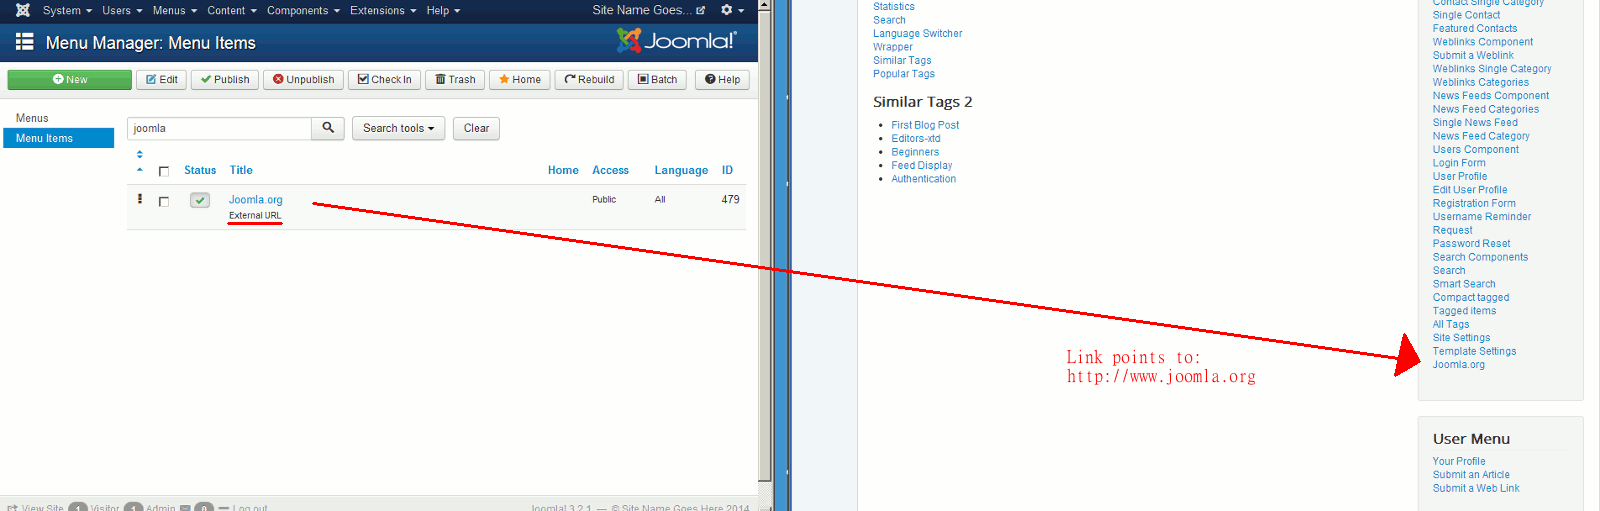 System Users Menus Content Components Extensions Help Site Name Goes...
Menu Manager: Menu Items
Joomla!®
New Edit Publish Unpublish Check In Trash Home Rebuild Batch Help
Menus
Menu Items
joomla Search tools Clear
Status Title Home Access Language ID
Joomla.org Public All 479
External URL
View Site 1 Visitor 1 Admin 0 Log out Joomla! 3.2.1 — © Site Name Goes Here 2014
Statistics
Search
Language Switcher
Wrapper
Similar Tags
Popular Tags
Similar Tags 2
First Blog Post
Editors-xtd
Beginners
Feed Display
Authentication
Link points to:
http://www.joomla.org
Contact Single Category
Single Contact
Featured Contacts
Weblinks Component
Submit a Weblink
Weblinks Single Category
Weblinks Categories
News Feeds Component
News Feed Categories
Single News Feed
News Feed Category
Users Component
Login Form
User Profile
Edit User Profile
Registration Form
Username Reminder
Request
Password Reset
Search Components
Search
Smart Search
Compact tagged
Tagged items
All Tags
Site Settings
Template Settings
Joomla.org
User Menu
Your Profile
Submit an Article
Submit a Web Link